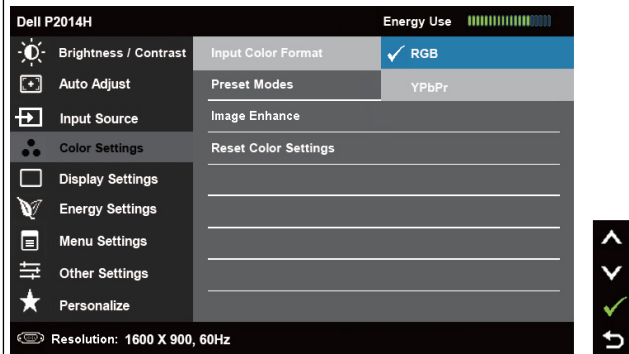 Dell P2014H Energy Use
Brightness / Contrast Input Color Format RGB
Auto Adjust Preset Modes YPbPr
Input Source Image Enhance
Color Settings Reset Color Settings
Display Settings
Energy Settings
Menu Settings
Other Settings
Personalize
Resolution: 1600 X 900, 60Hz